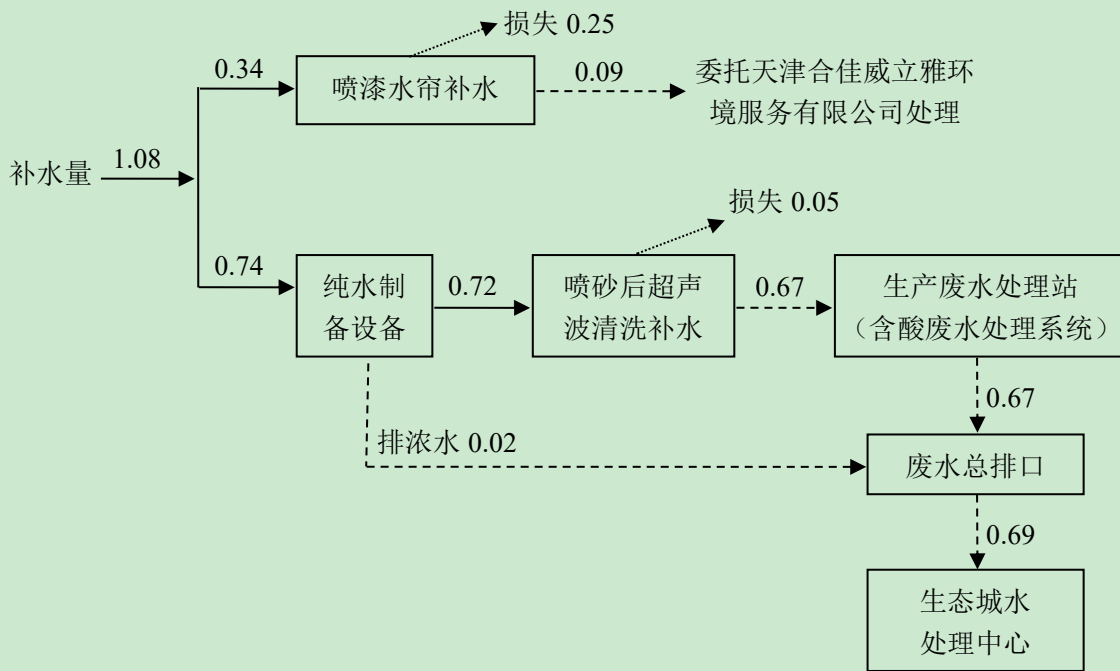 损失 0.25
0.34
喷漆水帘补水
0.09
委托天津合佳威立雅环
境服务有限公司处理
补水量
1.08
损失 0.05
0.74
纯水制
备设备
0.72
喷砂后超声
波清洗补水
0.67
生产废水处理站
（含酸废水处理系统）
0.67
排浓水 0.02
废水总排口
0.69
生态城水
处理中心